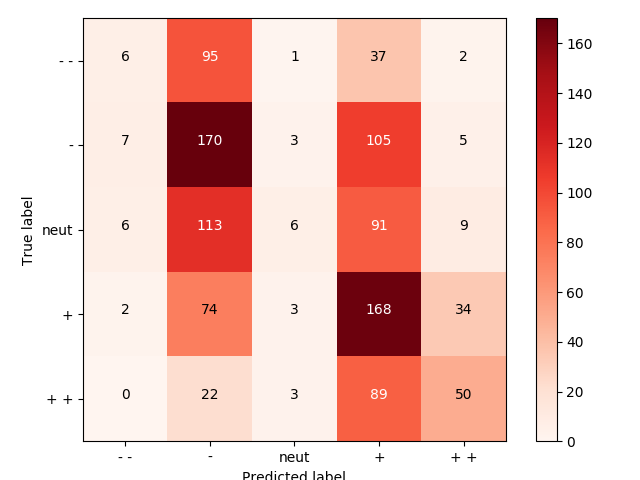 - - 6 95 1 37 2
- 7 170 3 105 5
neut 6 113 6 91 9
+ 2 74 3 168 34
+ + 0 22 3 89 50
- - - neut + + +
True label
Predicted label
160
140
120
100
80
60
40
20
0